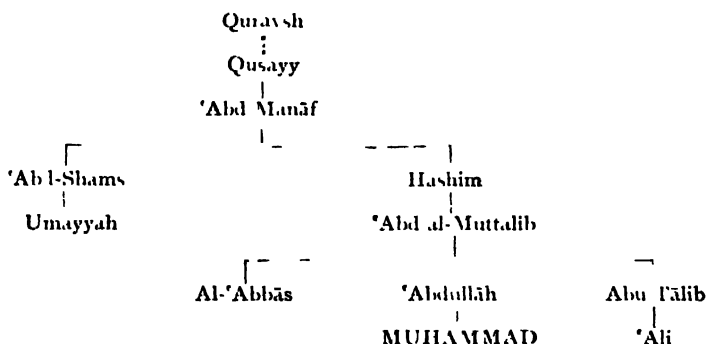 Quraysh
Qusayy
'Abd Manāf
'Abd-Shams Hashim
Umayyah 'Abd al-Muttalib
Al-'Abbās 'Abdullāh Abu Tālib
MUHAMMAD 'Ali